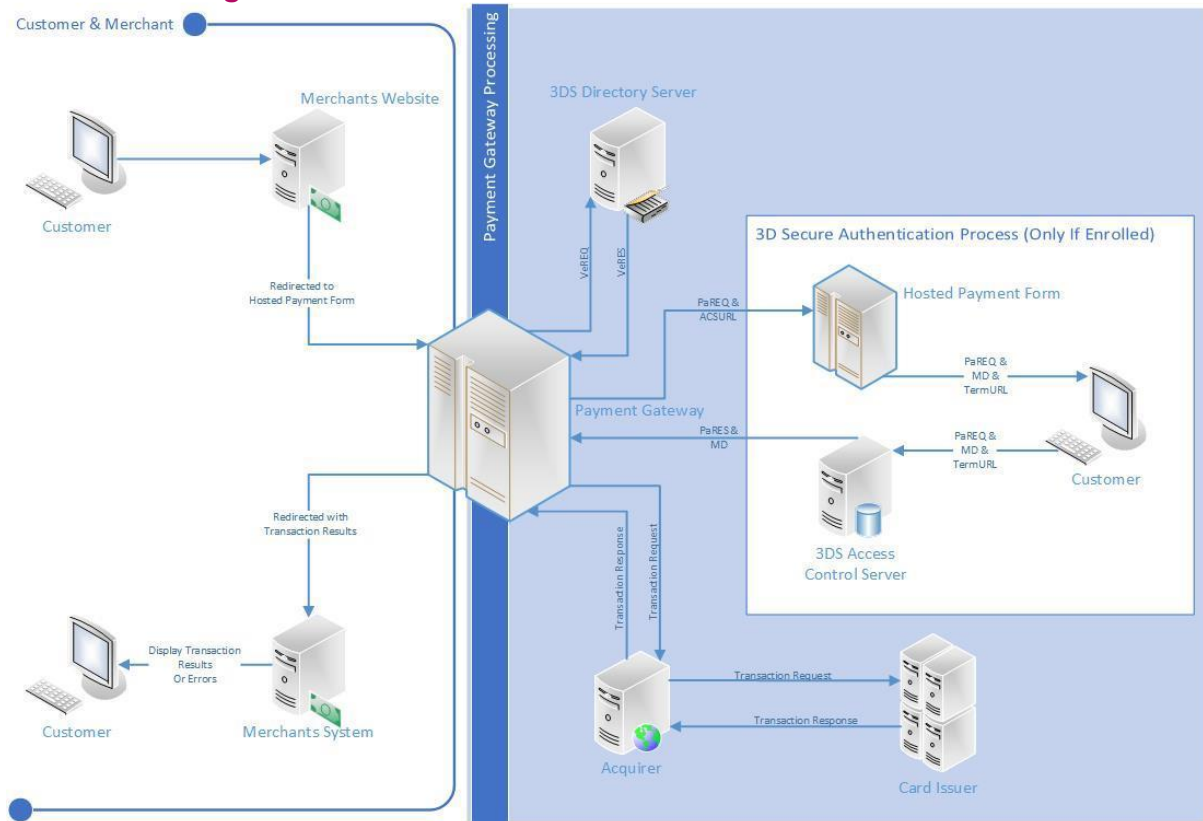 Customer & Merchant
Merchants Website
Customer
Redirected to
Hosted Payment Form
Payment Gateway Processing
3DS Directory Server
VeREQ
VeRES
3D Secure Authentication Process (Only If Enrolled)
Hosted Payment Form
PaREQ &
ACSURL
PaREQ &
MD &
TermURL
Payment Gateway
PaRES &
MD
PaREQ &
MD &
TermURL
Customer
3DS Access
Control Server
Redirected with
Transaction Results
Transaction Response
Transaction Request
Display Transaction
Results
Or Errors
Customer
Merchants System
Transaction Request
Transaction Response
Acquirer
Card Issuer